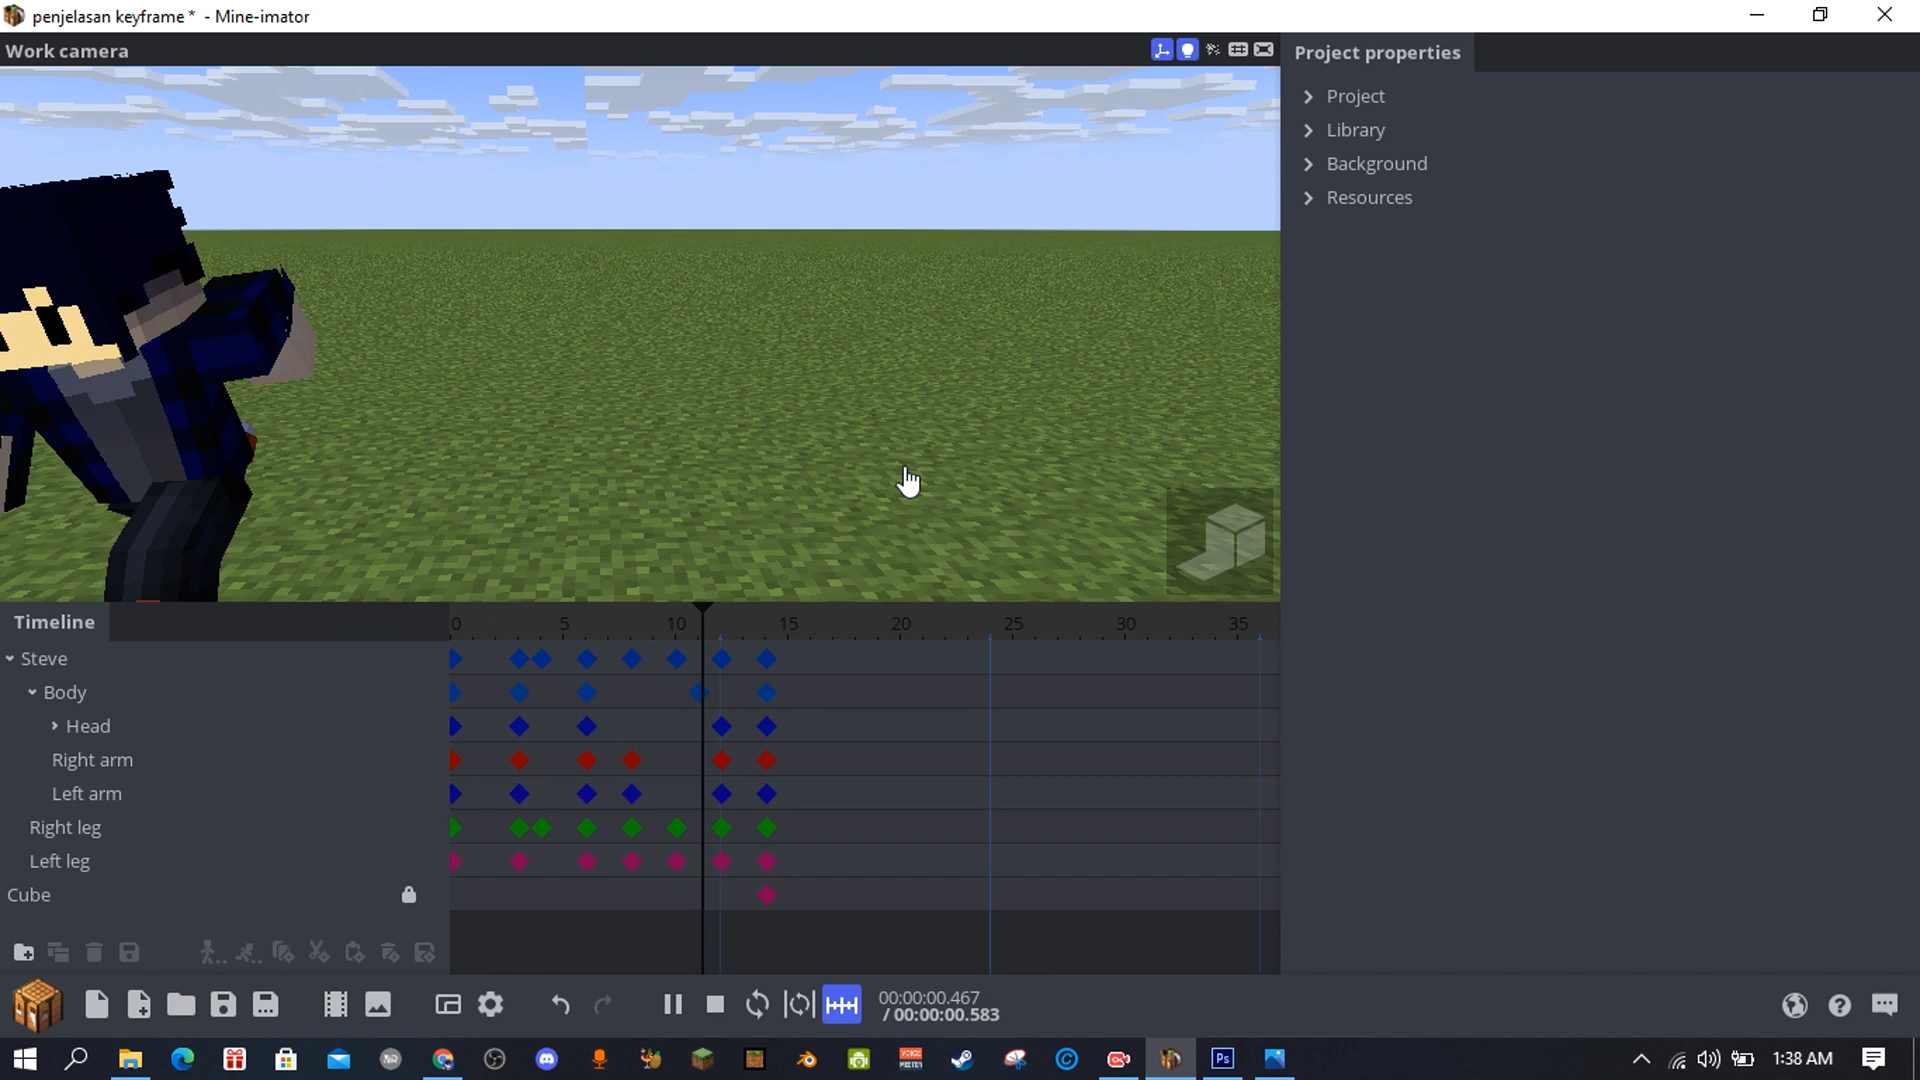 penjelasan keyframe * - Mine-imator
Work camera
Project properties
Project
Library
Background
Resources
Timeline
0 5 10 15 20 25 30 35
Steve
Body
Head
Right arm
Left arm
Right leg
Left leg
Cube
00:00:00.467
/ 00:00:00.583
Ps
1:38 AM